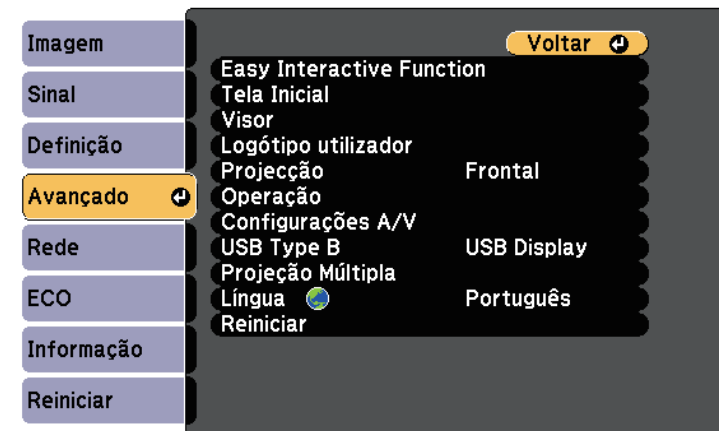 Imagem
Sinal
Definição
Avançado
Rede
ECO
Informação
Reiniciar
Voltar
Easy Interactive Function
Tela Inicial
Visor
Logótipo utilizador
Projecção Frontal
Operação
Configurações A/V
USB Type B USB Display
Projeção Múltipla
Língua Português
Reiniciar